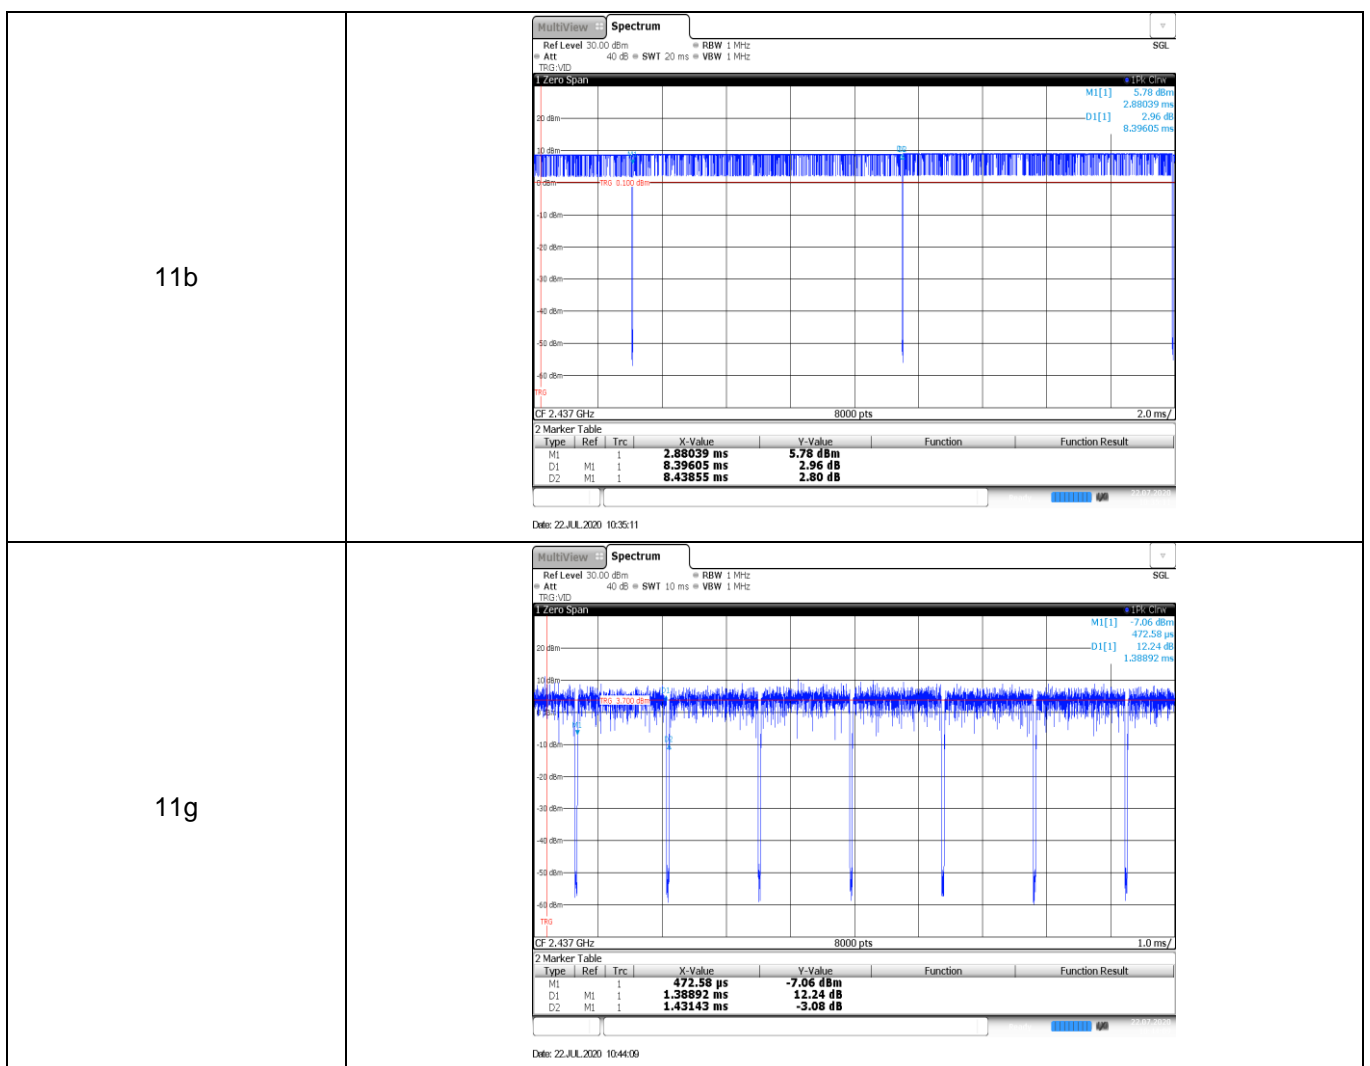 11b
MultiView Spectrum
Ref Level 30.00 dBm RBW 1 MHz SGL
Att 40 dB SWT 20 ms VBW 1 MHz
TRG:VID
1 Zero Span 1Pk Clrw
M1[1] 5.78 dBm
2.88039 ms
20 dBm D1[1] 2.96 dB
8.39605 ms
10 dBm
M1
D2
0 dBm TRG 0.100 dBm
-10 dBm
-20 dBm
-30 dBm
-40 dBm
-50 dBm
-60 dBm
TRG
CF 2.437 GHz 8000 pts 2.0 ms/
2 Marker Table
Type Ref Trc X-Value Y-Value Function Function Result
M1 1 2.88039 ms 5.78 dBm
D1 M1 1 8.39605 ms 2.96 dB
D2 M1 1 8.43855 ms 2.80 dB
22.07.2020
Date: 22.JUL.2020 10:35:11
11g
MultiView Spectrum
Ref Level 30.00 dBm RBW 1 MHz SGL
Att 40 dB SWT 10 ms VBW 1 MHz
TRG:VID
1 Zero Span 1Pk Clrw
M1[1] -7.06 dBm
472.58 µs
20 dBm D1[1] 12.24 dB
1.38892 ms
10 dBm
D1
TRG 3.700 dBm
M1
D2
-10 dBm
-20 dBm
-30 dBm
-40 dBm
-50 dBm
-60 dBm
TRG
CF 2.437 GHz 8000 pts 1.0 ms/
2 Marker Table
Type Ref Trc X-Value Y-Value Function Function Result
M1 1 472.58 µs -7.06 dBm
D1 M1 1 1.38892 ms 12.24 dB
D2 M1 1 1.43143 ms -3.08 dB
22.07.2020
Date: 22.JUL.2020 10:44:09